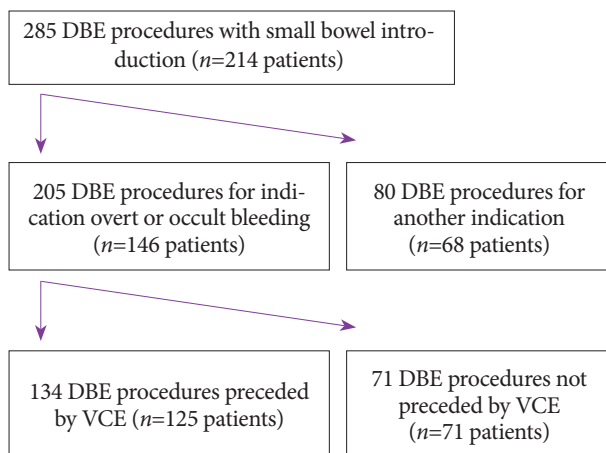 285 DBE procedures with small bowel intro-
duction (n=214 patients)
205 DBE procedures for indi-
cation overt or occult bleeding
(n=146 patients)
80 DBE procedures for
another indication
(n=68 patients)
134 DBE procedures preceded
by VCE (n=125 patients)
71 DBE procedures not
preceded by VCE
(n=71 patients)